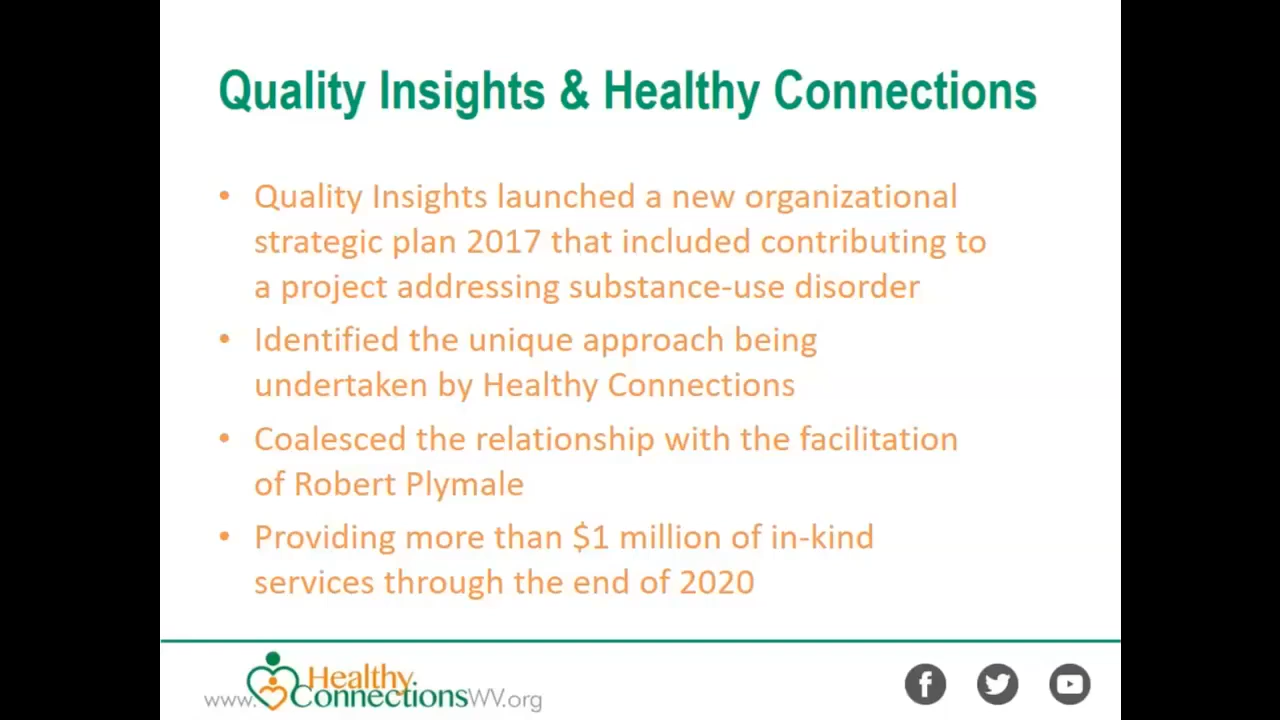 Quality Insights & Healthy Connections
• Quality Insights launched a new organizational
strategic plan 2017 that included contributing to
a project addressing substance-use disorder
• Identified the unique approach being
undertaken by Healthy Connections
• Coalesced the relationship with the facilitation
of Robert Plymale
• Providing more than $1 million of in-kind
services through the end of 2020
Healthy
www.ConnectionsWV.org